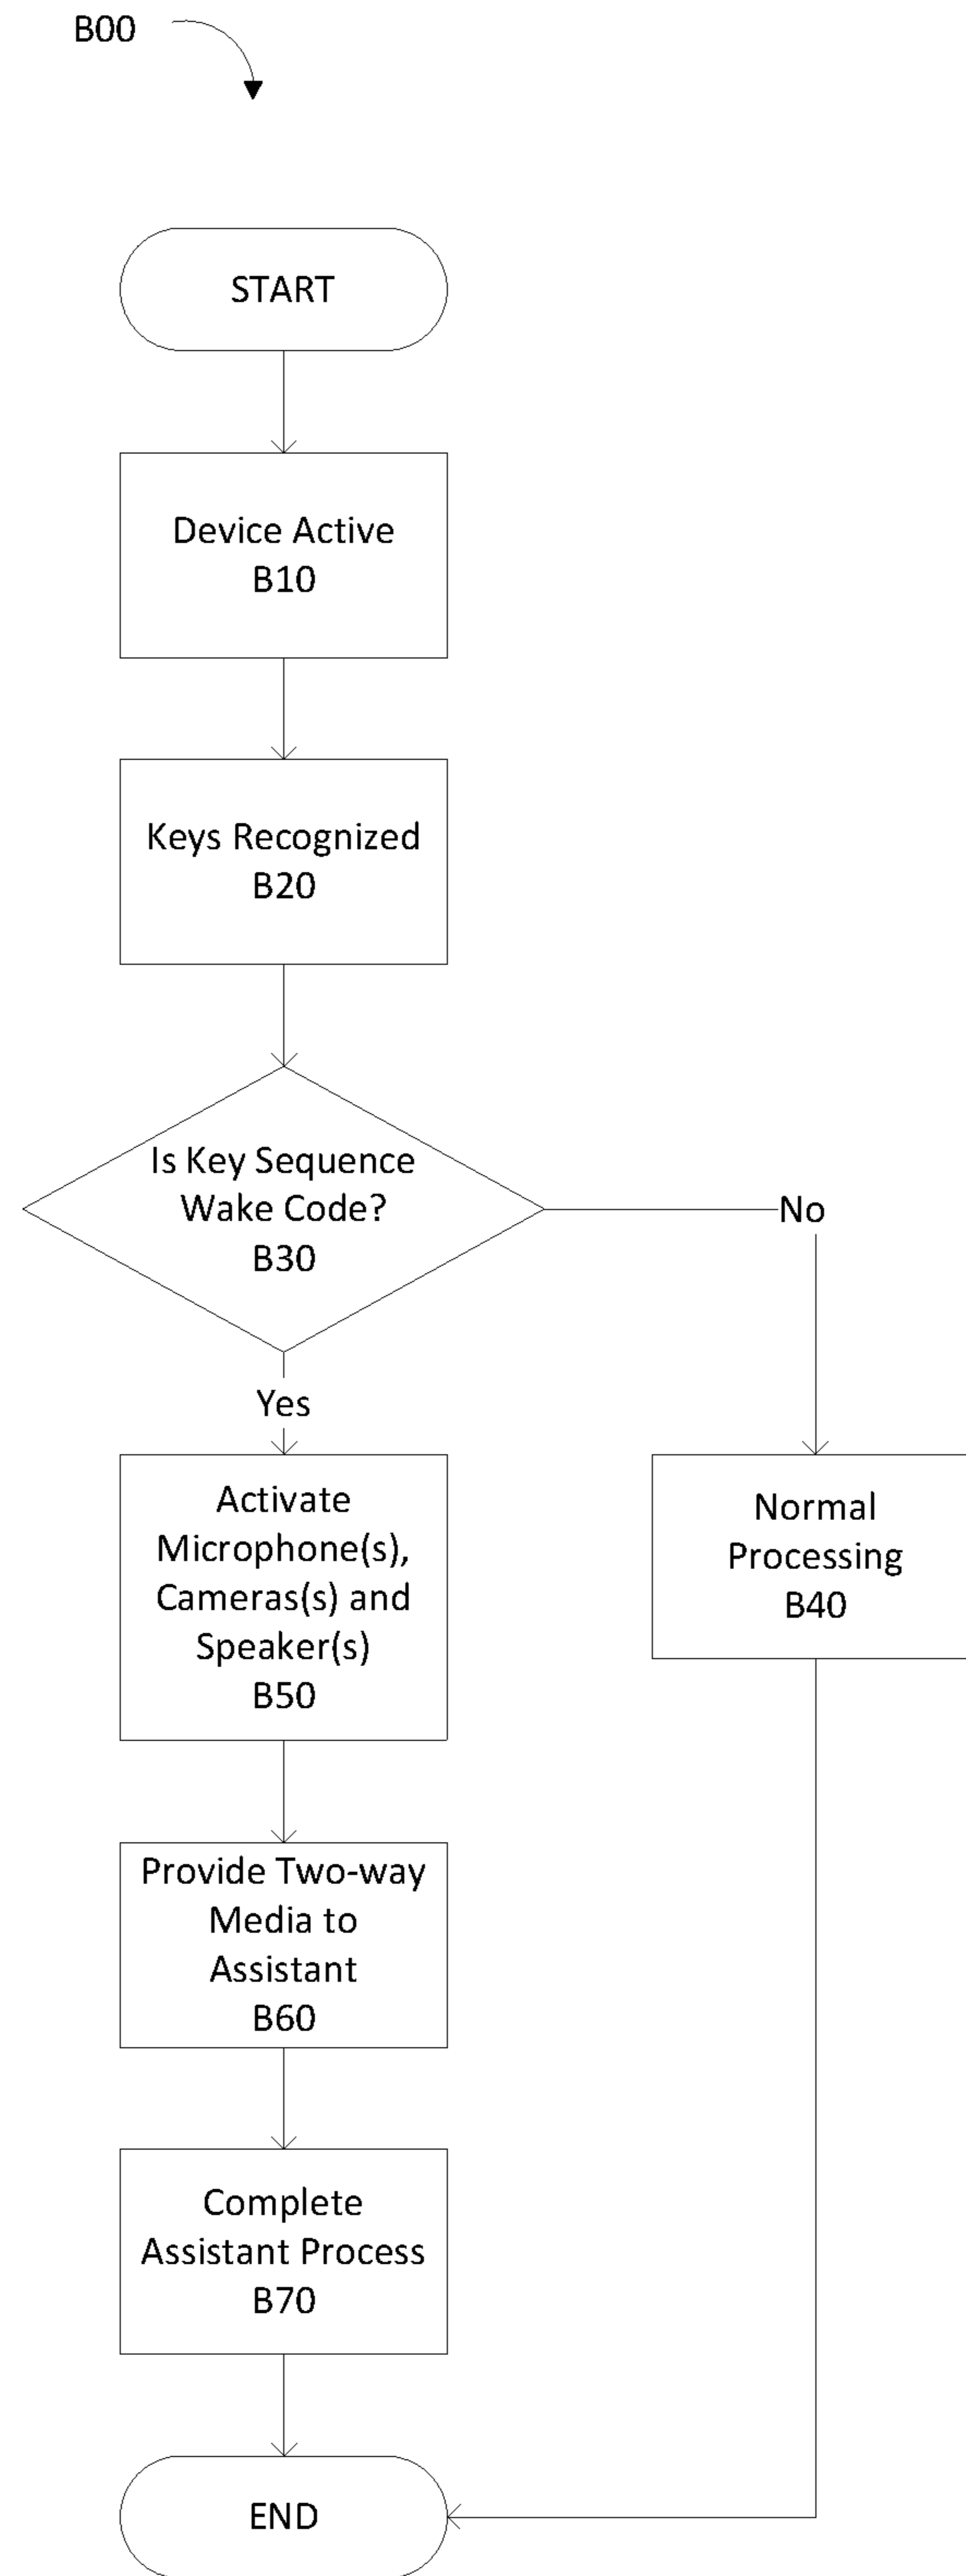 B00
START
Device Active
B10
Keys Recognized
B20
Is Key Sequence
Wake Code?
B30
No
Yes
Activate
Microphone(s),
Cameras(s) and
Speaker(s)
B50
Normal
Processing
B40
Provide Two-way
Media to
Assistant
B60
Complete
Assistant Process
B70
END